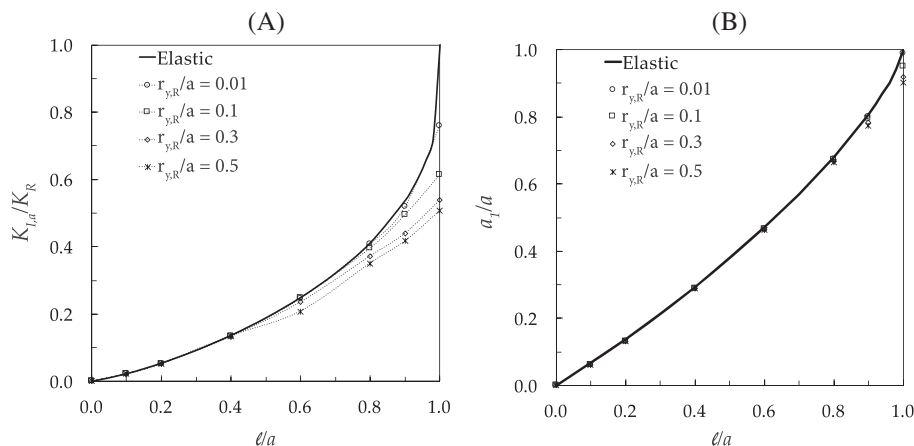 (A)
1.0
0.8
0.6
0.4
0.2
0.0
K_{I,a}/K_R
Elastic
r_{y,R}/a = 0.01
r_{y,R}/a = 0.1
r_{y,R}/a = 0.3
r_{y,R}/a = 0.5
0.0 0.2 0.4 0.6 0.8 1.0
ℓ/a
(B)
1.0
0.8
0.6
0.4
0.2
0.0
a_T/a
Elastic
r_{y,R}/a = 0.01
r_{y,R}/a = 0.1
r_{y,R}/a = 0.3
r_{y,R}/a = 0.5
0.0 0.2 0.4 0.6 0.8 1.0
ℓ/a